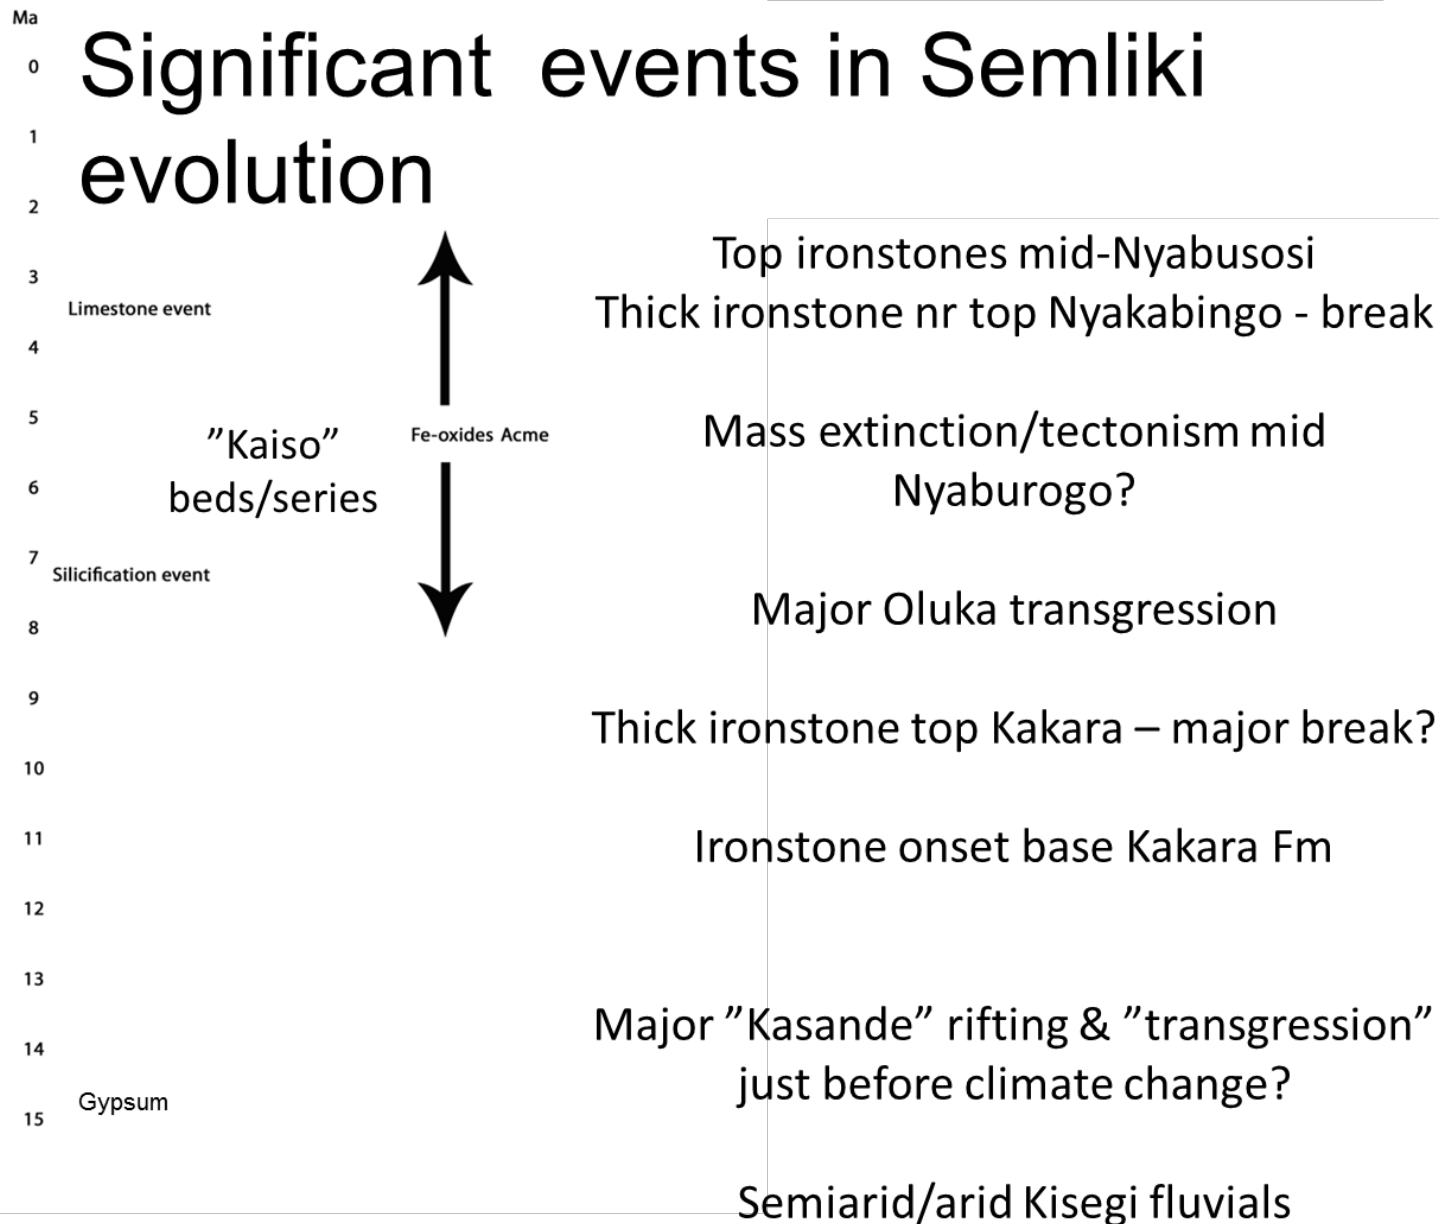 Ma
Significant events in Semliki
evolution
0
1
2
3
4
5
6
7
8
9
10
11
12
13
14
15
Limestone event
”Kaiso”
beds/series
Silicification event
Gypsum
Fe-oxides Acme
Top ironstones mid-Nyabusosi
Thick ironstone nr top Nyakabingo - break
Mass extinction/tectonism mid
Nyaburogo?
Major Oluka transgression
Thick ironstone top Kakara – major break?
Ironstone onset base Kakara Fm
Major ”Kasande” rifting & ”transgression”
just before climate change?
Semiarid/arid Kisegi fluvials